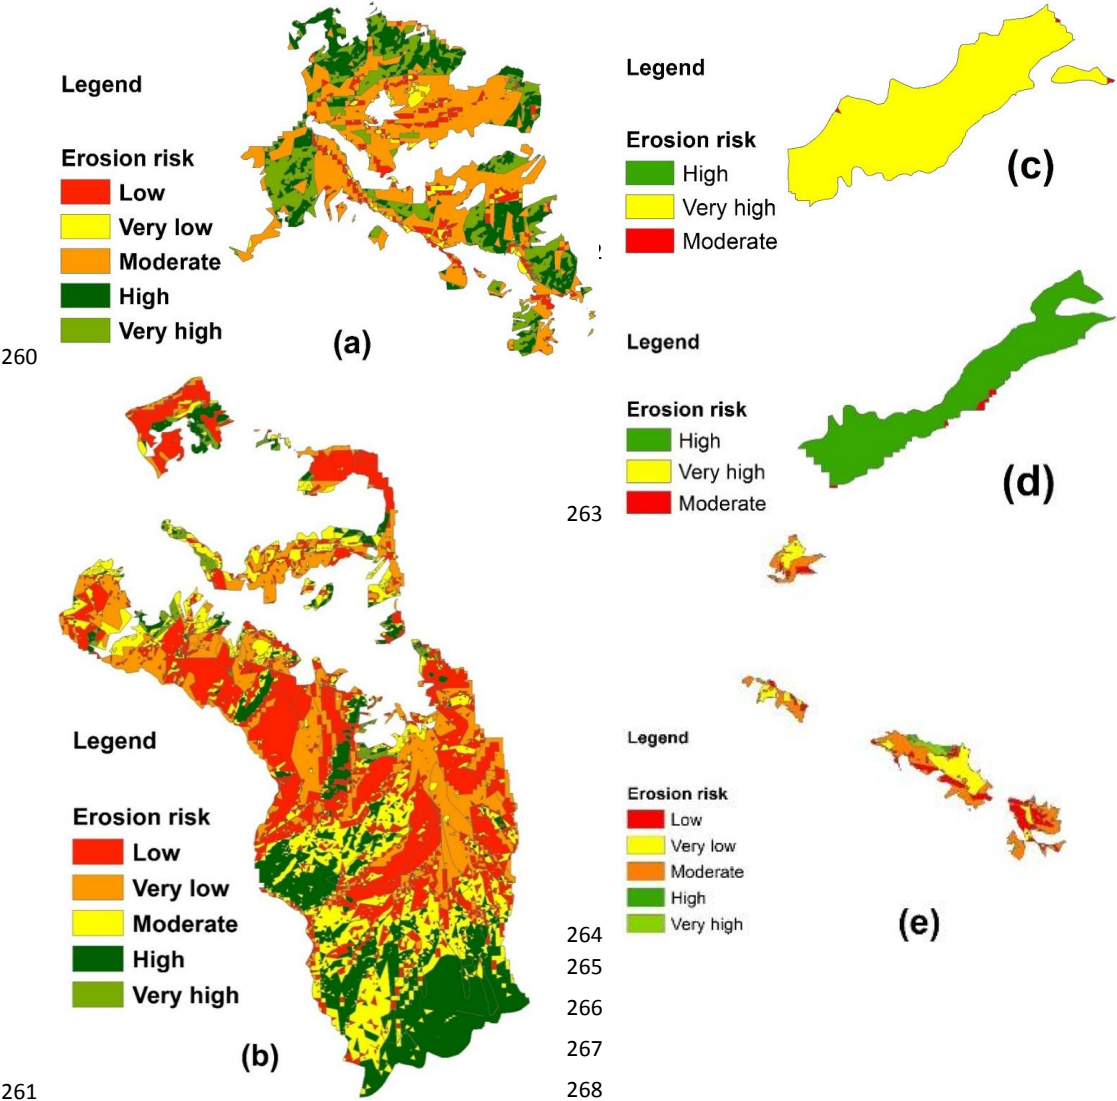 Legend
Erosion risk
Low
Very low
Moderate
High
Very high
(a)
260
Legend
Erosion risk
Low
Very low
Moderate
High
Very high
(b)
261
Legend
Erosion risk
High
Very high
Moderate
(c)
Legend
Erosion risk
High
Very high
Moderate
(d)
263
Legend
Erosion risk
Low
Very low
Moderate
High
Very high
(e)
264
265
266
267
268